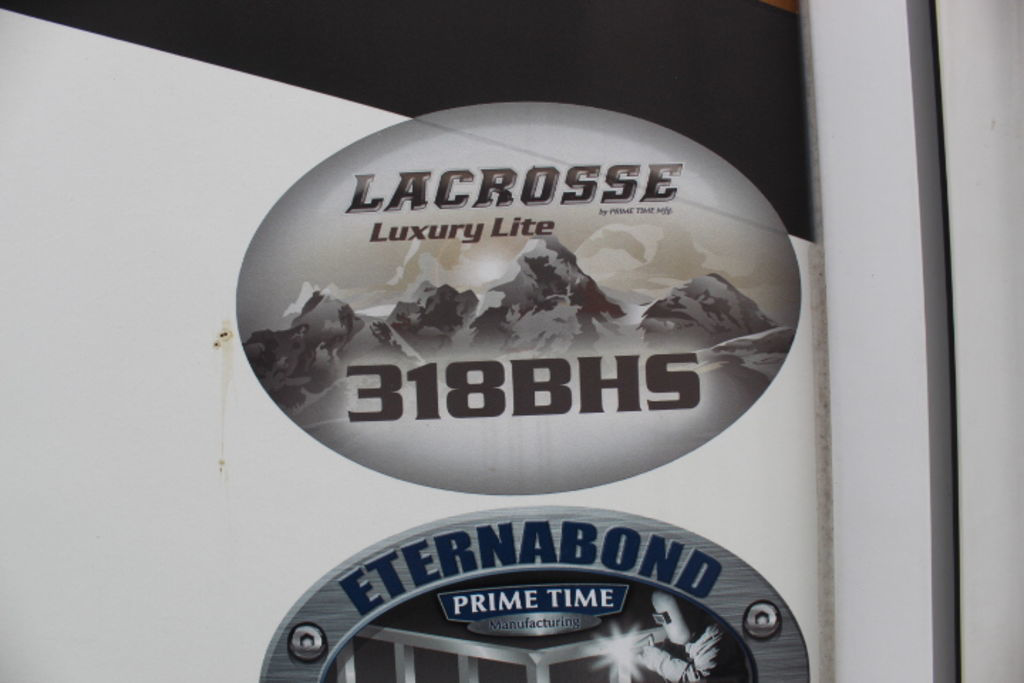 LACROSSE
by PRIME TIME Mfg.
Luxury Lite
318BHS
ETERNABOND
PRIME TIME
Manufacturing